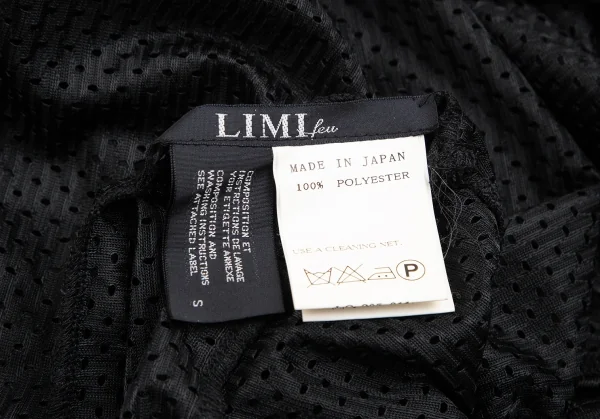 LIMI feu
MADE IN JAPAN
100% POLYESTER
USE A CLEANING NET.
P
COMPOSITION ET
INSTRUCTIONS DE LAVAGE
VOIR ETIQUETTE ANNEXE
COMPOSITION AND
WASHING INSTRUCTIONS
SEE ATTACHED LABEL
S